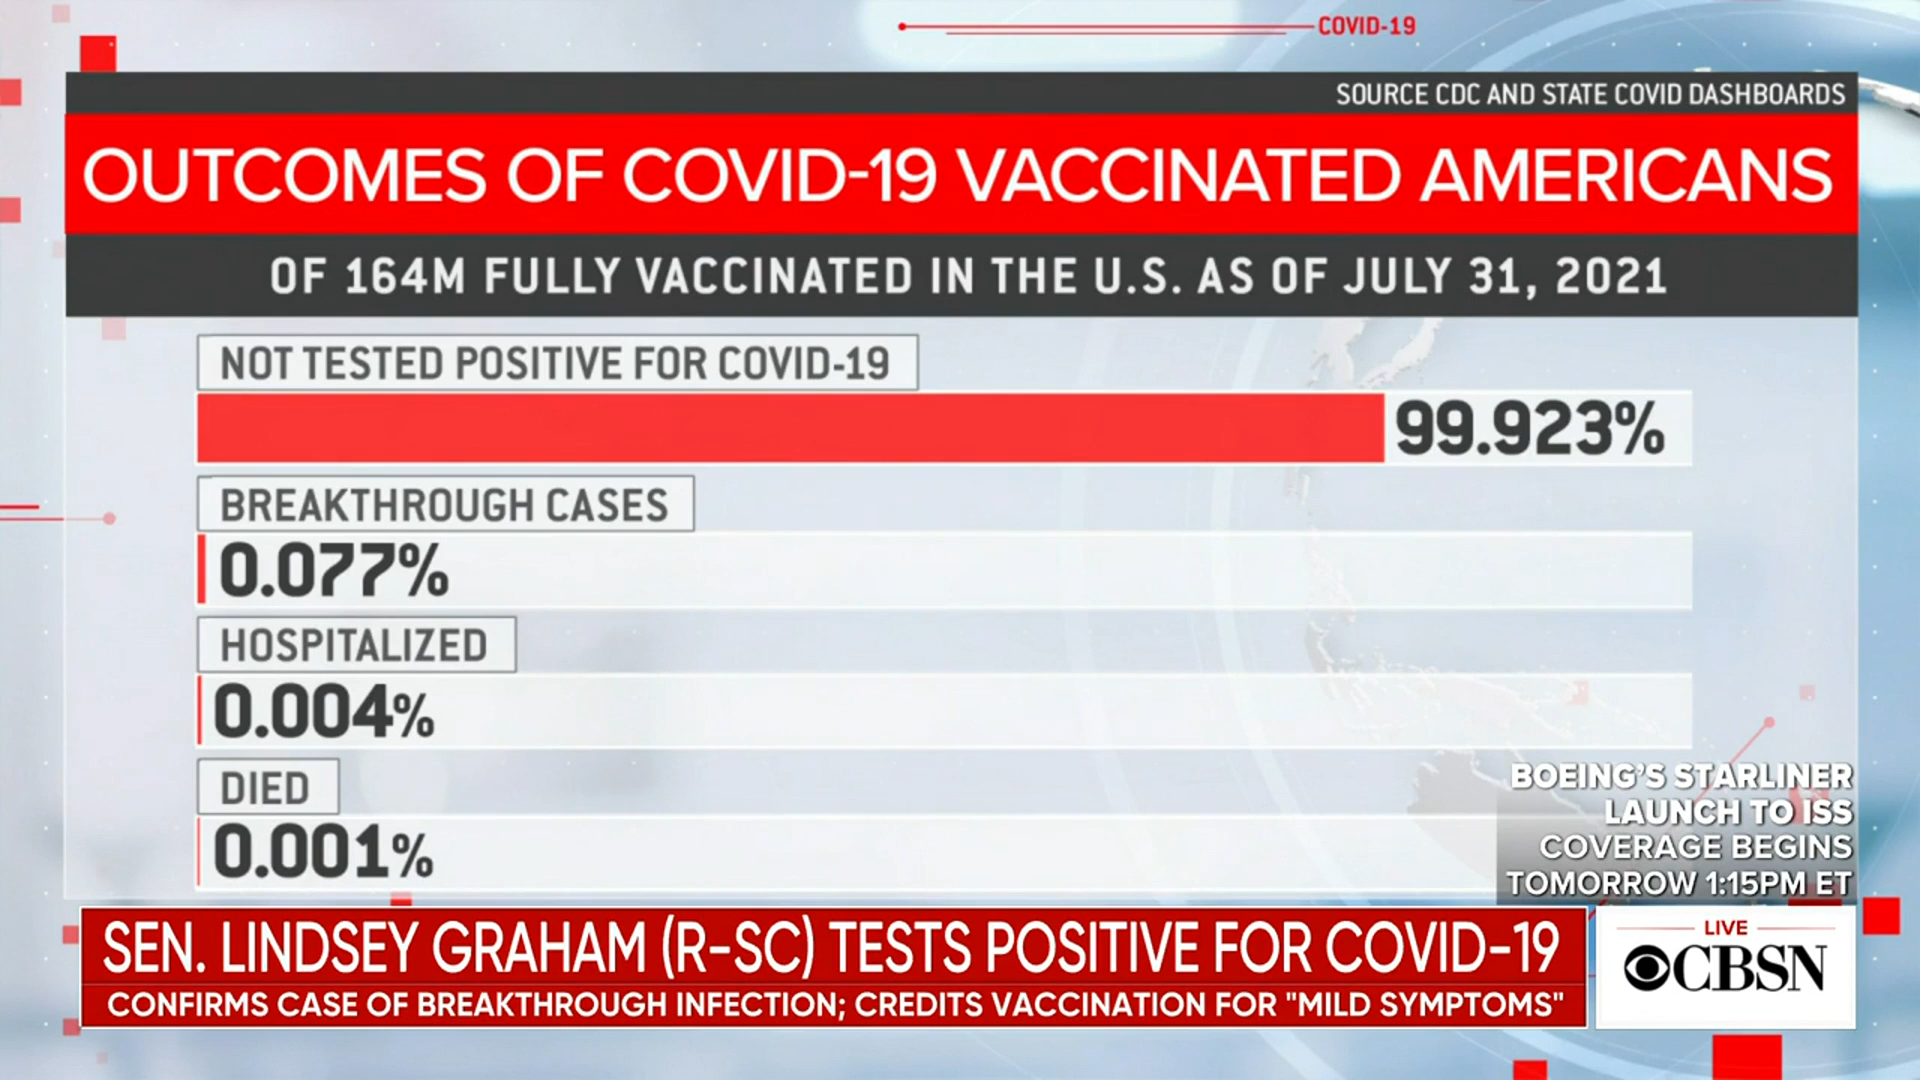 COVID-19
SOURCE CDC AND STATE COVID DASHBOARDS
OUTCOMES OF COVID-19 VACCINATED AMERICANS
OF 164M FULLY VACCINATED IN THE U.S. AS OF JULY 31, 2021
NOT TESTED POSITIVE FOR COVID-19
99.923%
BREAKTHROUGH CASES
0.077%
HOSPITALIZED
0.004%
DIED
0.001%
BOEING'S STARLINER
LAUNCH TO ISS
COVERAGE BEGINS
TOMORROW 1:15PM ET
SEN. LINDSEY GRAHAM (R-SC) TESTS POSITIVE FOR COVID-19
CONFIRMS CASE OF BREAKTHROUGH INFECTION; CREDITS VACCINATION FOR "MILD SYMPTOMS"
LIVE
CBSN